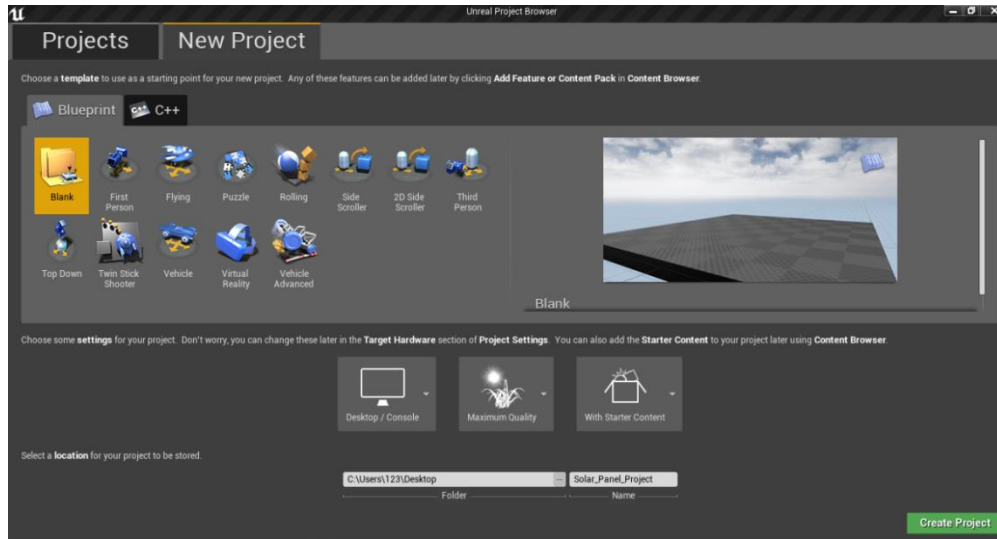 Unreal Project Browser
Projects
New Project
Choose a template to use as a starting point for your new project. Any of these features can be added later by clicking Add Feature or Content Pack in Content Browser.
Blueprint
C++
Blank
First Person
Flying
Puzzle
Rolling
Side Scroller
2D Side Scroller
Third Person
Top Down
Twin Stick Shooter
Vehicle
Virtual Reality
Vehicle Advanced
Blank
Choose some settings for your project. Don't worry, you can change these later in the Target Hardware section of Project Settings. You can also add the Starter Content to your project later using Content Browser.
Desktop / Console
Maximum Quality
With Starter Content
Select a location for your project to be stored.
C:\Users\123\Desktop
...
Solar_Panel_Project
Folder
Name
Create Project